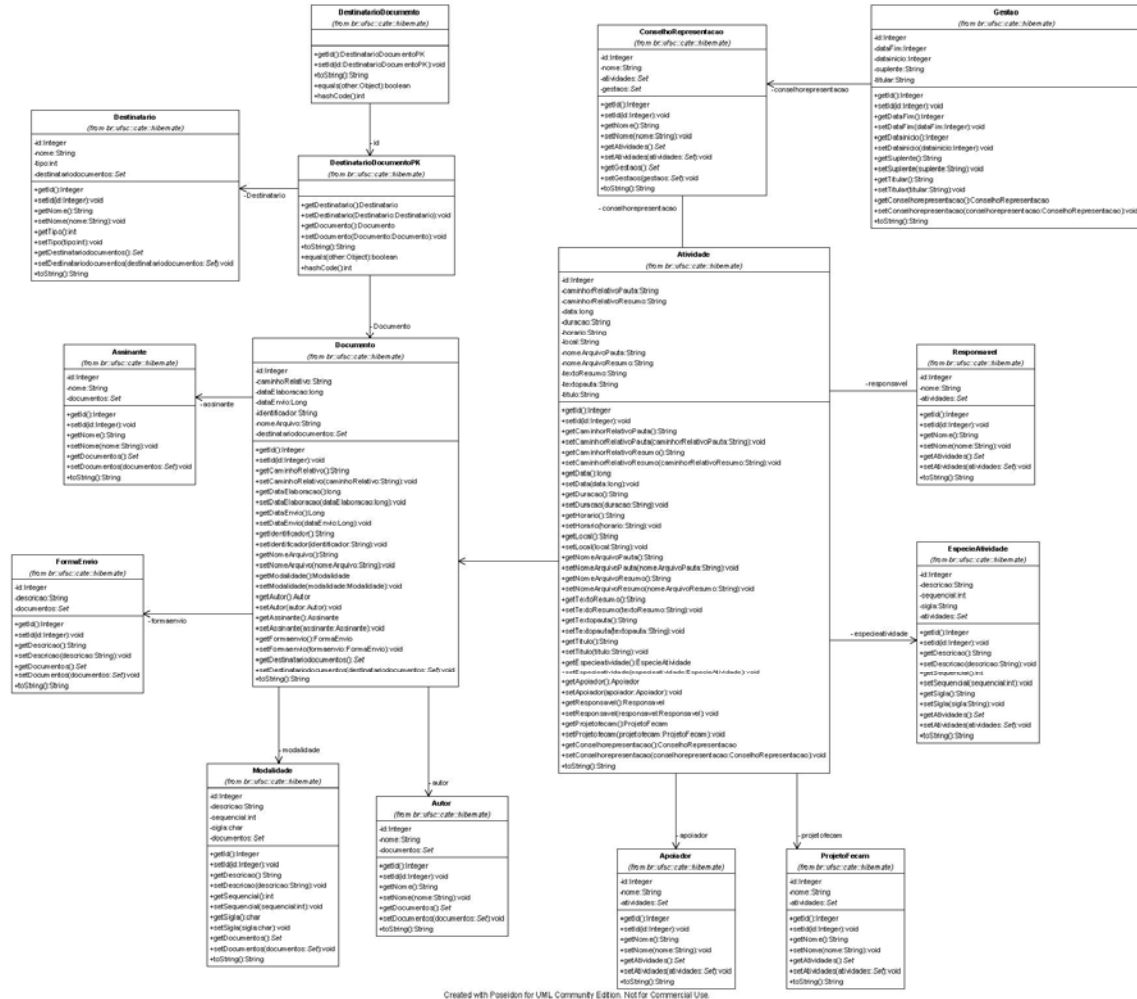 DestinatarioDocumento
(from br::ufsc::cate::hibernate)
+getId():DestinatarioDocumentoPK
+setId(id:DestinatarioDocumentoPK):void
+toString():String
+equals(other:Object):boolean
+hashCode():int
-id
ConselhoRepresentacao
(from br::ufsc::cate::hibernate)
-id:Integer
-nome:String
-atividades:Set
-gestaos:Set
+getId():Integer
+setId(id:Integer):void
+getNome():String
+setNome(nome:String):void
+getAtividades():Set
+setAtividades(atividades:Set):void
+getGestaos():Set
+setGestaos(gestaos:Set):void
+toString():String
-conselhorepresentacao
Gestao
(from br::ufsc::cate::hibernate)
-id:Integer
-dataFim:Integer
-datainicio:Integer
-suplente:String
-titular:String
+getId():Integer
+setId(id:Integer):void
+getDataFim():Integer
+setDataFim(dataFim:Integer):void
+getDatainicio():Integer
+setDatainicio(datainicio:Integer):void
+getSuplente():String
+setSuplente(suplente:String):void
+getTitular():String
+setTitular(titular:String):void
+getConselhorepresentacao():ConselhoRepresentacao
+setConselhorepresentacao(conselhorepresentacao:ConselhoRepresentacao):void
+toString():String
Destinatario
(from br::ufsc::cate::hibernate)
-id:Integer
-nome:String
-tipo:int
-destinatariodocumentos:Set
+getId():Integer
+setId(id:Integer):void
+getNome():String
+setNome(nome:String):void
+getTipo():int
+setTipo(tipo:int):void
+getDestinatariodocumentos():Set
+setDestinatariodocumentos(destinatariodocumentos:Set):void
+toString():String
-Destinatario
DestinatarioDocumentoPK
(from br::ufsc::cate::hibernate)
+getDestinatario():Destinatario
+setDestinatario(Destinatario:Destinatario):void
+getDocumento():Documento
+setDocumento(Documento:Documento):void
+toString():String
+equals(other:Object):boolean
+hashCode():int
-Documento
-conselhorepresentacao
Atividade
(from br::ufsc::cate::hibernate)
-id:Integer
-caminhorRelativoPauta:String
-caminhorRelativoResumo:String
-data:long
-duracao:String
-horario:String
-local:String
-nomeArquivoPauta:String
-nomeArquivoResumo:String
-textoResumo:String
-textopauta:String
-titulo:String
+getId():Integer
+setId(id:Integer):void
+getCaminhorRelativoPauta():String
+setCaminhorRelativoPauta(caminhorRelativoPauta:String):void
+getCaminhorRelativoResumo():String
+setCaminhorRelativoResumo(caminhorRelativoResumo:String):void
+getData():long
+setData(data:long):void
+getDuracao():String
+setDuracao(duracao:String):void
+getHorario():String
+setHorario(horario:String):void
+getLocal():String
+setLocal(local:String):void
+getNomeArquivoPauta():String
+setNomeArquivoPauta(nomeArquivoPauta:String):void
+getNomeArquivoResumo():String
+setNomeArquivoResumo(nomeArquivoResumo:String):void
+getTextoResumo():String
+setTextoResumo(textoResumo:String):void
+getTextopauta():String
+setTextopauta(textopauta:String):void
+getTitulo():String
+setTitulo(titulo:String):void
+getEspecieatividade():EspecieAtividade
+setEspecieatividade(especieatividade:EspecieAtividade):void
+getApoiador():Apoiador
+setApoiador(apoiador:Apoiador):void
+getResponsavel():Responsavel
+setResponsavel(responsavel:Responsavel):void
+getProjetofecam():ProjetoFecam
+setProjetofecam(projetofecam:ProjetoFecam):void
+getConselhorepresentacao():ConselhoRepresentacao
+setConselhorepresentacao(conselhorepresentacao:ConselhoRepresentacao):void
+toString():String
Assinante
(from br::ufsc::cate::hibernate)
-id:Integer
-nome:String
-documentos:Set
+getId():Integer
+setId(id:Integer):void
+getNome():String
+setNome(nome:String):void
+getDocumentos():Set
+setDocumentos(documentos:Set):void
+toString():String
-assinante
Documento
(from br::ufsc::cate::hibernate)
-id:Integer
-caminhoRelativo:String
-dataElaboracao:long
-dataEnvio:Long
-identificador:String
-nomeArquivo:String
-destinatariodocumentos:Set
+getId():Integer
+setId(id:Integer):void
+getCaminhoRelativo():String
+setCaminhoRelativo(caminhoRelativo:String):void
+getDataElaboracao():long
+setDataElaboracao(dataElaboracao:long):void
+getDataEnvio():Long
+setDataEnvio(dataEnvio:Long):void
+getIdentificador():String
+setIdentificador(identificador:String):void
+getNomeArquivo():String
+setNomeArquivo(nomeArquivo:String):void
+getModalidade():Modalidade
+setModalidade(modalidade:Modalidade):void
+getAutor():Autor
+setAutor(autor:Autor):void
+getAssinante():Assinante
+setAssinante(assinante:Assinante):void
+getFormaenvio():FormaEnvio
+setFormaenvio(formaenvio:FormaEnvio):void
+getDestinatariodocumentos():Set
+setDestinatariodocumentos(destinatariodocumentos:Set):void
+toString():String
-responsavel
Responsavel
(from br::ufsc::cate::hibernate)
-id:Integer
-nome:String
-atividades:Set
+getId():Integer
+setId(id:Integer):void
+getNome():String
+setNome(nome:String):void
+getAtividades():Set
+setAtividades(atividades:Set):void
+toString():String
FormaEnvio
(from br::ufsc::cate::hibernate)
-id:Integer
-descricao:String
-documentos:Set
+getId():Integer
+setId(id:Integer):void
+getDescricao():String
+setDescricao(descricao:String):void
+getDocumentos():Set
+setDocumentos(documentos:Set):void
+toString():String
-formaenvio
-especieatividade
EspecieAtividade
(from br::ufsc::cate::hibernate)
-id:Integer
-descricao:String
-sequencial:int
-sigla:String
-atividades:Set
+getId():Integer
+setId(id:Integer):void
+getDescricao():String
+setDescricao(descricao:String):void
+getSequencial():int
+setSequencial(sequencial:int):void
+getSigla():String
+setSigla(sigla:String):void
+getAtividades():Set
+setAtividades(atividades:Set):void
+toString():String
-modalidade
Modalidade
(from br::ufsc::cate::hibernate)
-id:Integer
-descricao:String
-sequencial:int
-sigla:char
-documentos:Set
+getId():Integer
+setId(id:Integer):void
+getDescricao():String
+setDescricao(descricao:String):void
+getSequencial():int
+setSequencial(sequencial:int):void
+getSigla():char
+setSigla(sigla:char):void
+getDocumentos():Set
+setDocumentos(documentos:Set):void
+toString():String
-autor
Autor
(from br::ufsc::cate::hibernate)
-id:Integer
-nome:String
-documentos:Set
+getId():Integer
+setId(id:Integer):void
+getNome():String
+setNome(nome:String):void
+getDocumentos():Set
+setDocumentos(documentos:Set):void
+toString():String
-apoiador
Apoiador
(from br::ufsc::cate::hibernate)
-id:Integer
-nome:String
-atividades:Set
+getId():Integer
+setId(id:Integer):void
+getNome():String
+setNome(nome:String):void
+getAtividades():Set
+setAtividades(atividades:Set):void
+toString():String
-projetofecam
ProjetoFecam
(from br::ufsc::cate::hibernate)
-id:Integer
-nome:String
-atividades:Set
+getId():Integer
+setId(id:Integer):void
+getNome():String
+setNome(nome:String):void
+getAtividades():Set
+setAtividades(atividades:Set):void
+toString():String
Created with Poseidon for UML Community Edition. Not for Commercial Use.